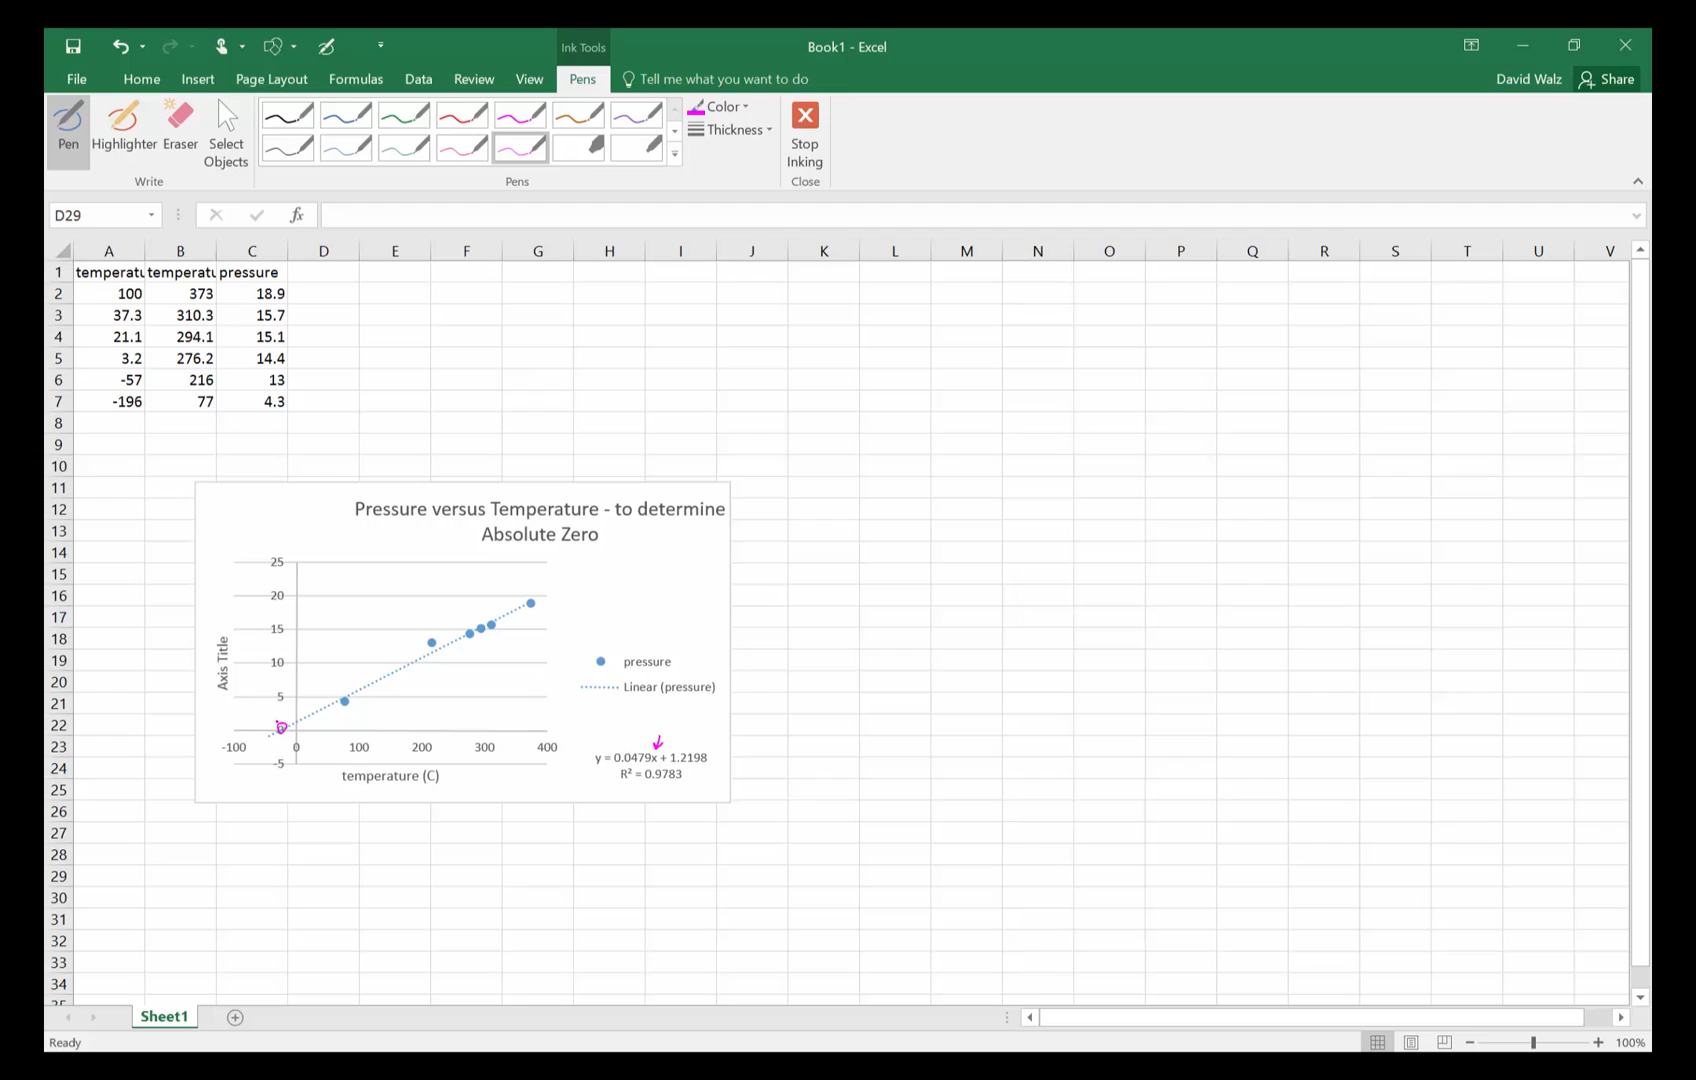 Ink Tools
Book1 - Excel
File Home Insert Page Layout Formulas Data Review View Pens Tell me what you want to do David Walz Share
Pen Highlighter Eraser Select Objects
Color
Thickness
Stop Inking
Write Pens Close
D29 fx
A B C D E F G H I J K L M N O P Q R S T U V
1 temperatu temperatu pressure
2 100 373 18.9
3 37.3 310.3 15.7
4 21.1 294.1 15.1
5 3.2 276.2 14.4
6 -57 216 13
7 -196 77 4.3
8
9
10
11
12
13
14
15
16
17
18
19
20
21
22
23
24
25
26
27
28
29
30
31
32
33
34
Pressure versus Temperature - to determine
Absolute Zero
25
20
15
10
5
0
-5
Axis Title
-100 0 100 200 300 400
temperature (C)
pressure
Linear (pressure)
y = 0.0479x + 1.2198
R² = 0.9783
Sheet1
Ready 100%